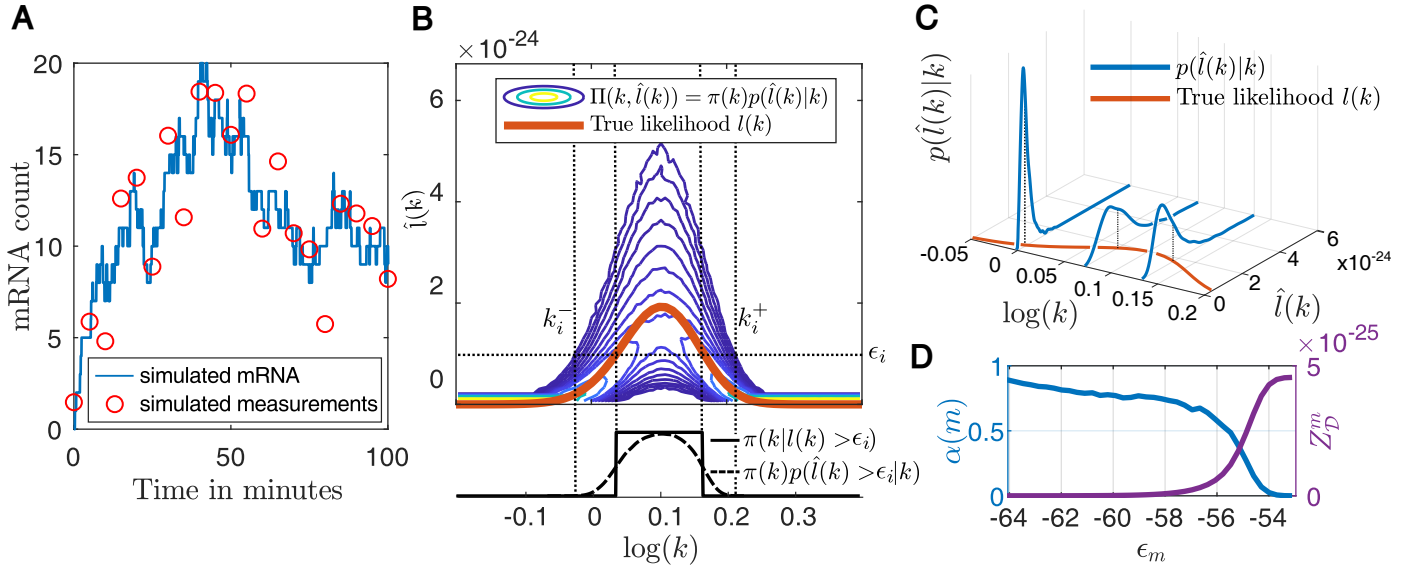 A
mRNA count
20
15
10
5
0
simulated mRNA
simulated measurements
0
50
100
Time in minutes
B
×10^-24
6
4
2
0
l̂(k)
Π(k, l̂(k)) = π(k)p(l̂(k)|k)
True likelihood l(k)
k_i^-
k_i^+
ϵ_i
π(k|l(k) >ϵ_i)
π(k)p(l̂(k) >ϵ_i|k)
-0.1
0
0.1
0.2
0.3
log(k)
C
p(l̂(k)|k)
p(l̂(k)|k)
True likelihood l(k)
-0.05
0
0.05
0.1
0.15
0.2
log(k)
0
2
4
6
x10^-24
l̂(k)
D
×10^-25
α(m)
1
0.5
0
5
0
Z_D^m
-64
-62
-60
-58
-56
-54
ϵ_m